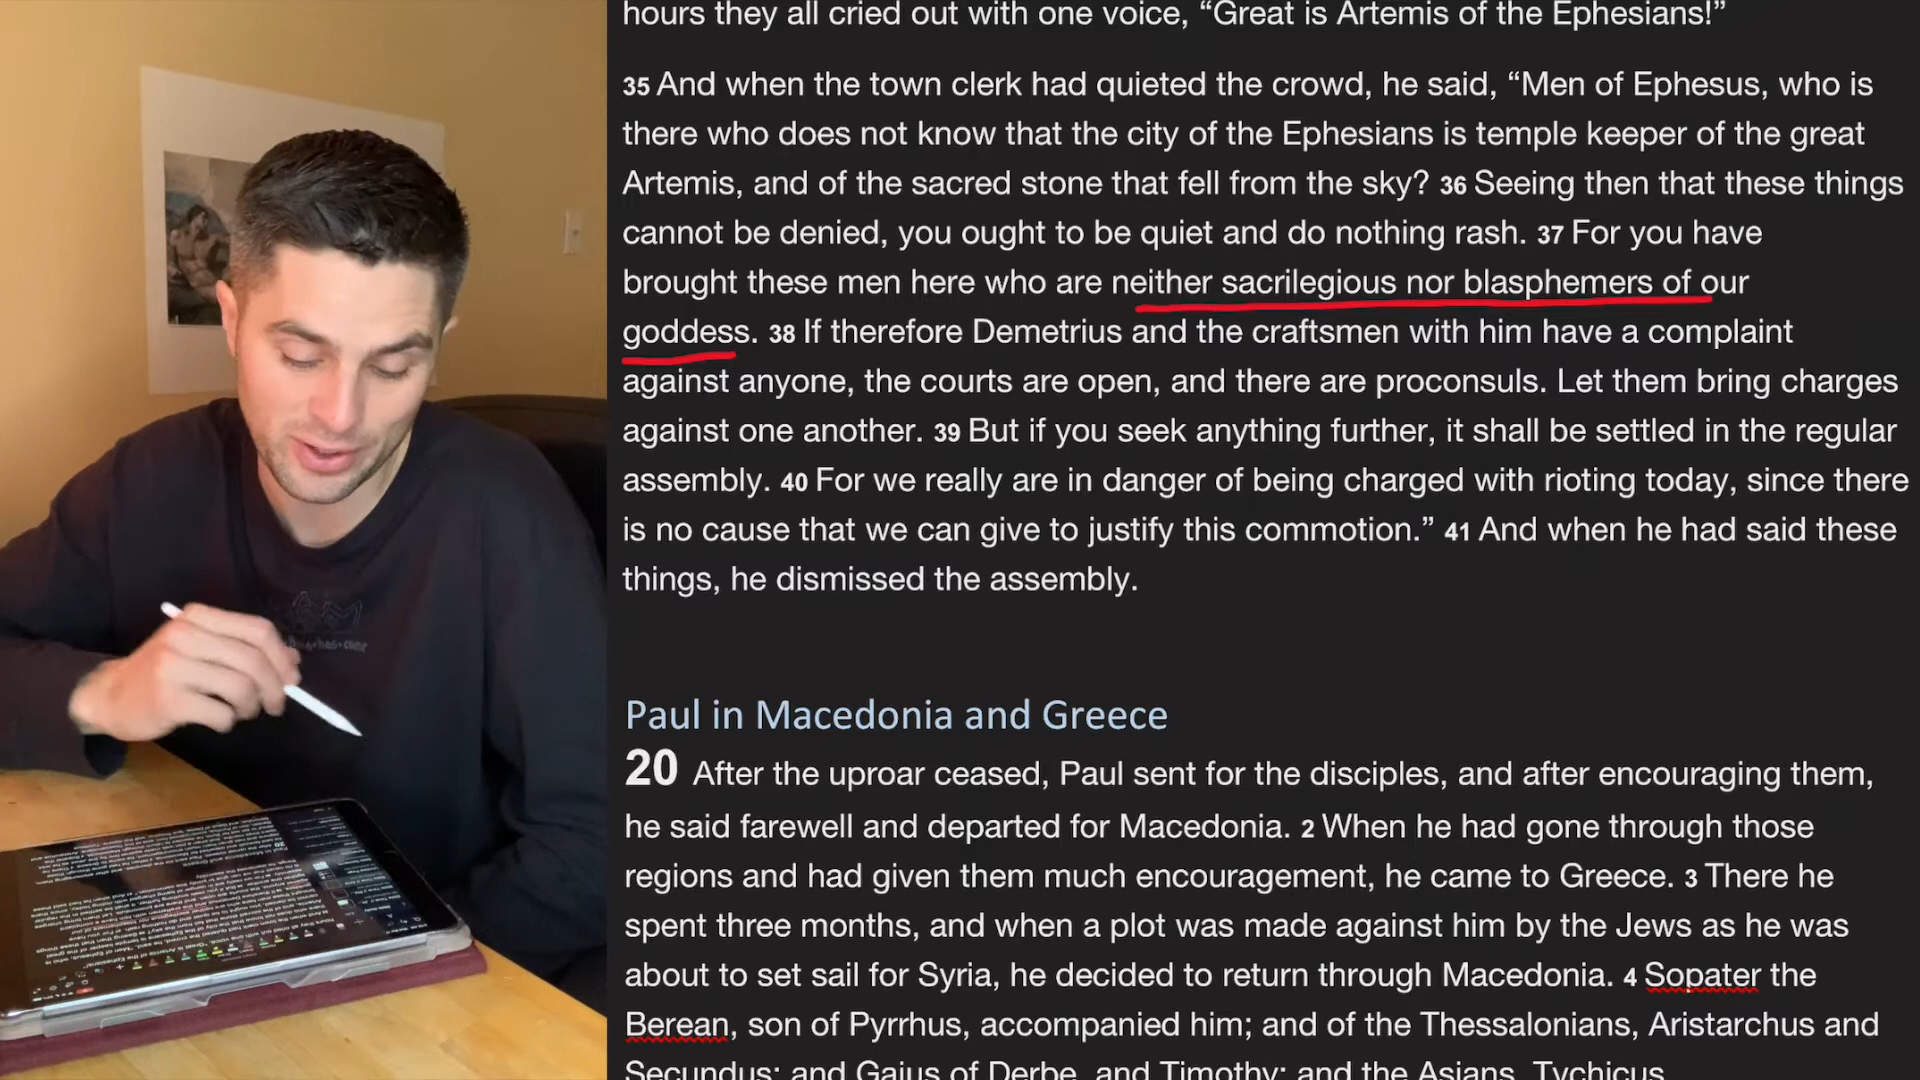 hours they all cried out with one voice, “Great is Artemis of the Ephesians!”
35 And when the town clerk had quieted the crowd, he said, “Men of Ephesus, who is
there who does not know that the city of the Ephesians is temple keeper of the great
Artemis, and of the sacred stone that fell from the sky? 36 Seeing then that these things
cannot be denied, you ought to be quiet and do nothing rash. 37 For you have
brought these men here who are neither sacrilegious nor blasphemers of our
goddess. 38 If therefore Demetrius and the craftsmen with him have a complaint
against anyone, the courts are open, and there are proconsuls. Let them bring charges
against one another. 39 But if you seek anything further, it shall be settled in the regular
assembly. 40 For we really are in danger of being charged with rioting today, since there
is no cause that we can give to justify this commotion.” 41 And when he had said these
things, he dismissed the assembly.
Paul in Macedonia and Greece
20 After the uproar ceased, Paul sent for the disciples, and after encouraging them,
he said farewell and departed for Macedonia. 2 When he had gone through those
regions and had given them much encouragement, he came to Greece. 3 There he
spent three months, and when a plot was made against him by the Jews as he was
about to set sail for Syria, he decided to return through Macedonia. 4 Sopater the
Berean, son of Pyrrhus, accompanied him; and of the Thessalonians, Aristarchus and
Secundus; and Gaius of Derbe, and Timothy; and the Asians, Tychicus